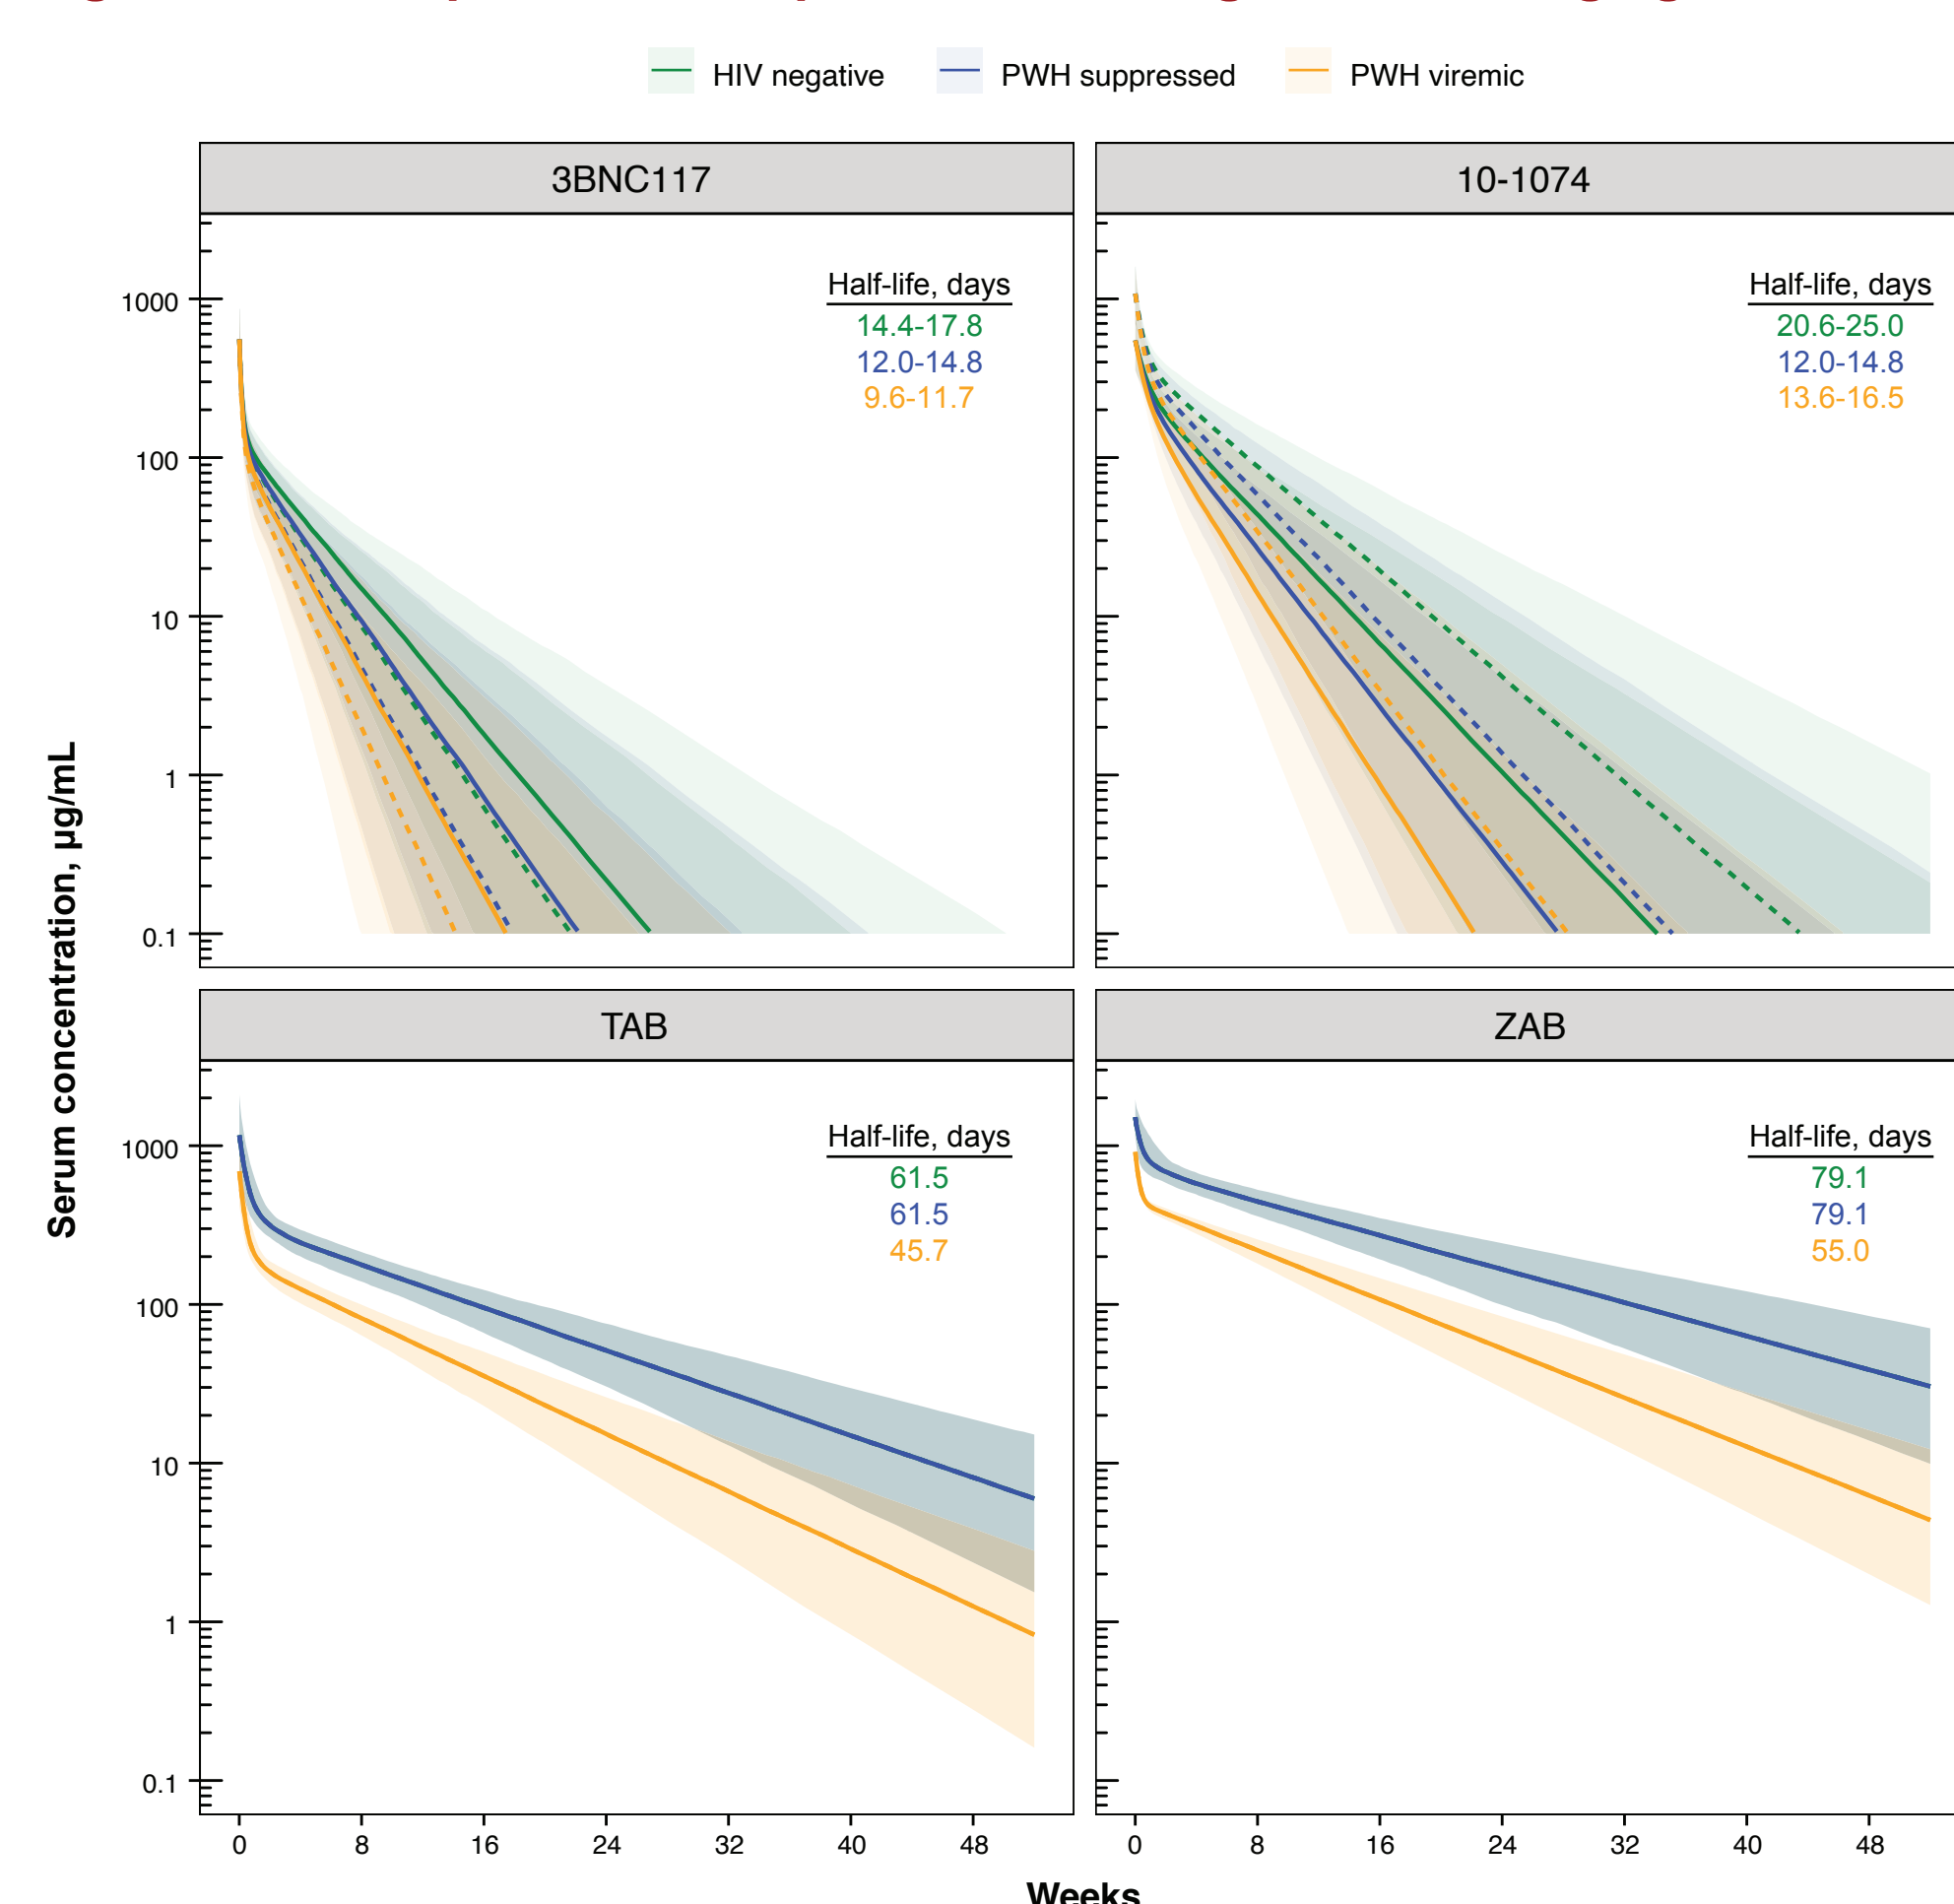 HIV negative PWH suppressed PWH viremic
3BNC117 10-1074
Half-life, days
14.4-17.8
12.0-14.8
9.6-11.7
Half-life, days
20.6-25.0
12.0-14.8
13.6-16.5
1000
100
10
1
0.1
Serum concentration, µg/mL
TAB ZAB
Half-life, days
61.5
61.5
45.7
Half-life, days
79.1
79.1
55.0
1000
100
10
1
0.1
0 8 16 24 32 40 48 0 8 16 24 32 40 48
Weeks